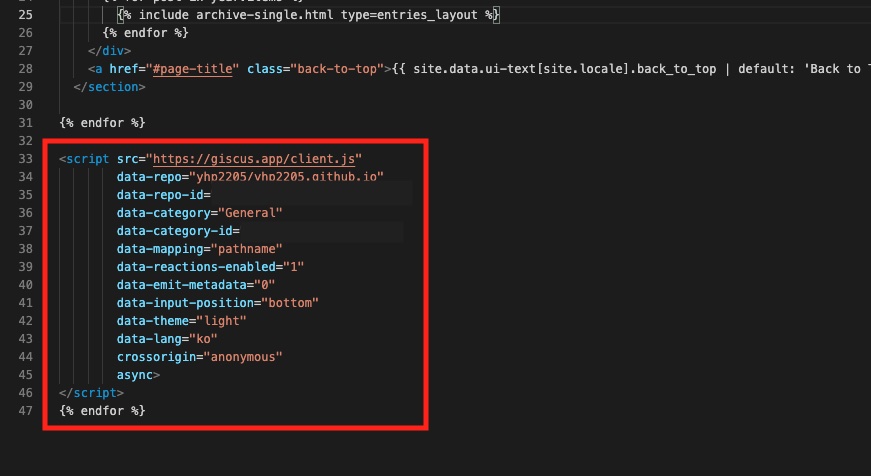 25 {% include archive-single.html type=entries_layout %}
26 {% endfor %}
27 </div>
28 <a href="#page-title" class="back-to-top">{{ site.data.ui-text[site.locale].back_to_top | default: 'Back to
29 </section>
30
31 {% endfor %}
32
33 <script src="https://giscus.app/client.js"
34 data-repo="yhp2205/yhp2205.github.io"
35 data-repo-id=
36 data-category="General"
37 data-category-id=
38 data-mapping="pathname"
39 data-reactions-enabled="1"
40 data-emit-metadata="0"
41 data-input-position="bottom"
42 data-theme="light"
43 data-lang="ko"
44 crossorigin="anonymous"
45 async>
46 </script>
47 {% endfor %}